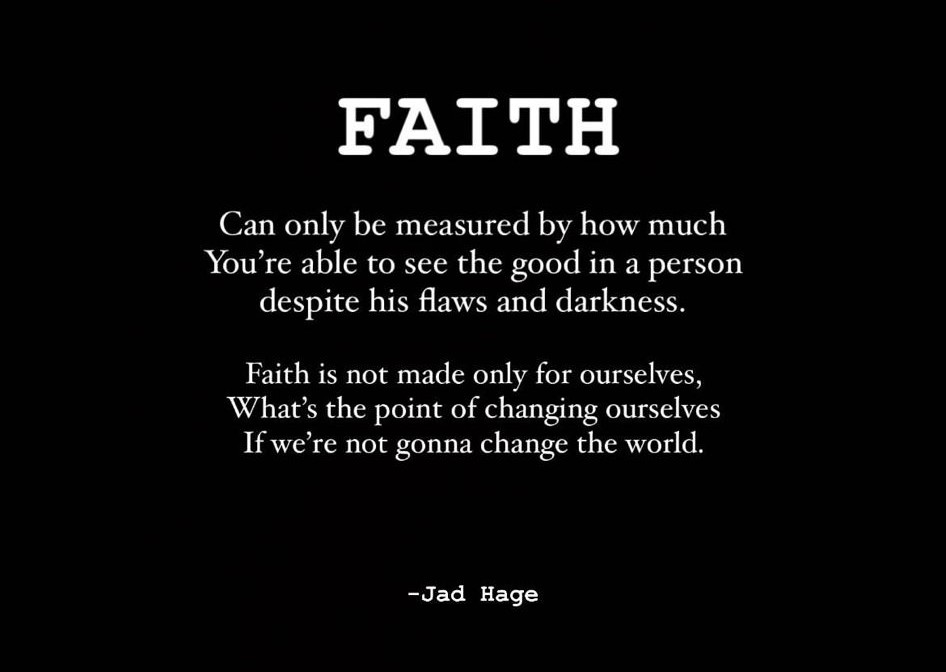 FAITH
Can only be measured by how much
You’re able to see the good in a person
despite his flaws and darkness.
Faith is not made only for ourselves,
What’s the point of changing ourselves
If we’re not gonna change the world.
-Jad Hage